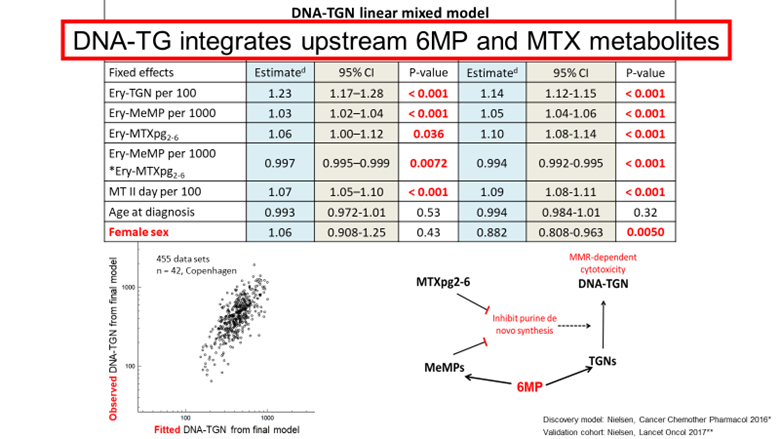 DNA-TGN linear mixed model
DNA-TG integrates upstream 6MP and MTX metabolites
Fixed effects Estimateᵈ 95% CI P-value Estimateᵈ 95% CI P-value
Ery-TGN per 100 1.23 1.17–1.28 < 0.001 1.14 1.12-1.15 < 0.001
Ery-MeMP per 1000 1.03 1.02–1.04 < 0.001 1.05 1.04-1.06 < 0.001
Ery-MTXpg₂₋₆ 1.06 1.00–1.12 0.036 1.10 1.08-1.14 < 0.001
Ery-MeMP per 1000
*Ery-MTXpg₂₋₆ 0.997 0.995–0.999 0.0072 0.994 0.992-0.995 < 0.001
MT II day per 100 1.07 1.05–1.10 < 0.001 1.09 1.08-1.11 < 0.001
Age at diagnosis 0.993 0.972-1.01 0.53 0.994 0.984-1.01 0.32
Female sex 1.06 0.908-1.25 0.43 0.882 0.808-0.963 0.0050
455 data sets
n = 42, Copenhagen
Observed DNA-TGN from final model
1000
100
100 1000
Fitted DNA-TGN from final model
MMR-dependent
cytotoxicity
DNA-TGN
MTXpg2-6
Inhibit purine de
novo synthesis
MeMPs
TGNs
6MP
Discovery model: Nielsen, Cancer Chemother Pharmacol 2016*
Validation cohort: Nielsen, Lancet Oncol 2017**